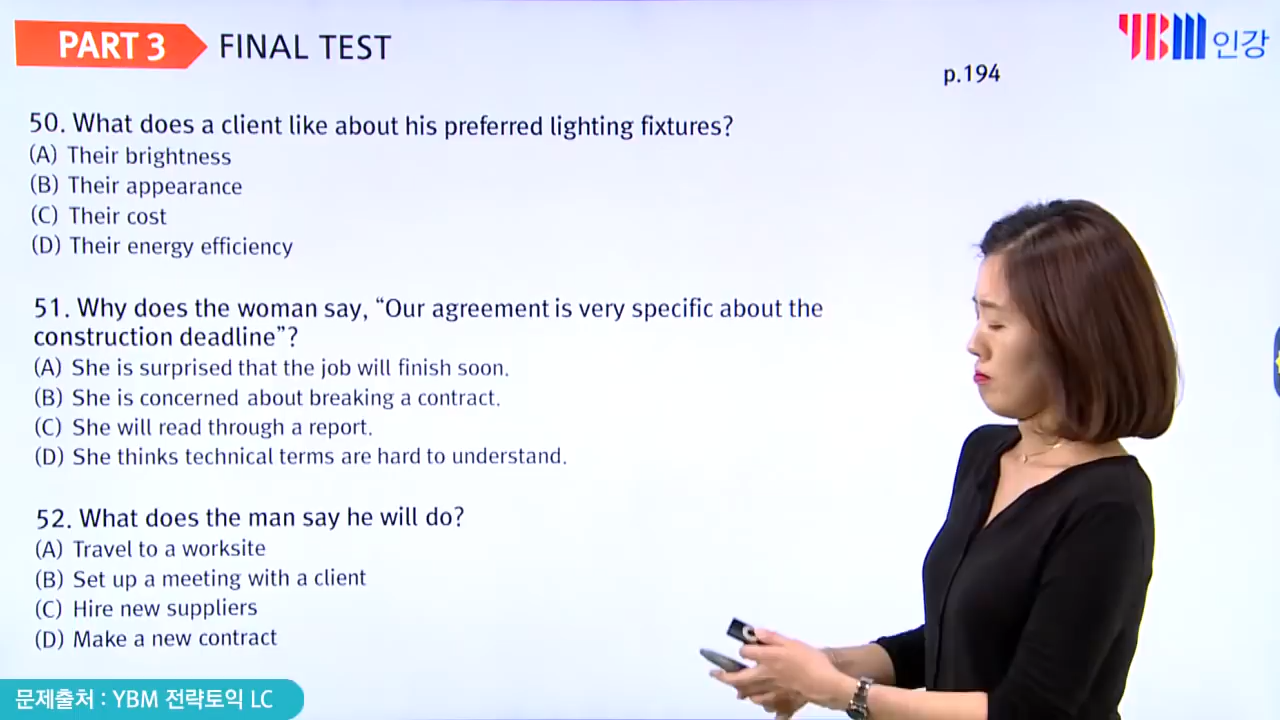 PART 3 FINAL TEST
YBM 인강
p.194
50. What does a client like about his preferred lighting fixtures?
(A) Their brightness
(B) Their appearance
(C) Their cost
(D) Their energy efficiency
51. Why does the woman say, “Our agreement is very specific about the
construction deadline”?
(A) She is surprised that the job will finish soon.
(B) She is concerned about breaking a contract.
(C) She will read through a report.
(D) She thinks technical terms are hard to understand.
52. What does the man say he will do?
(A) Travel to a worksite
(B) Set up a meeting with a client
(C) Hire new suppliers
(D) Make a new contract
문제출처 : YBM 전략토익 LC